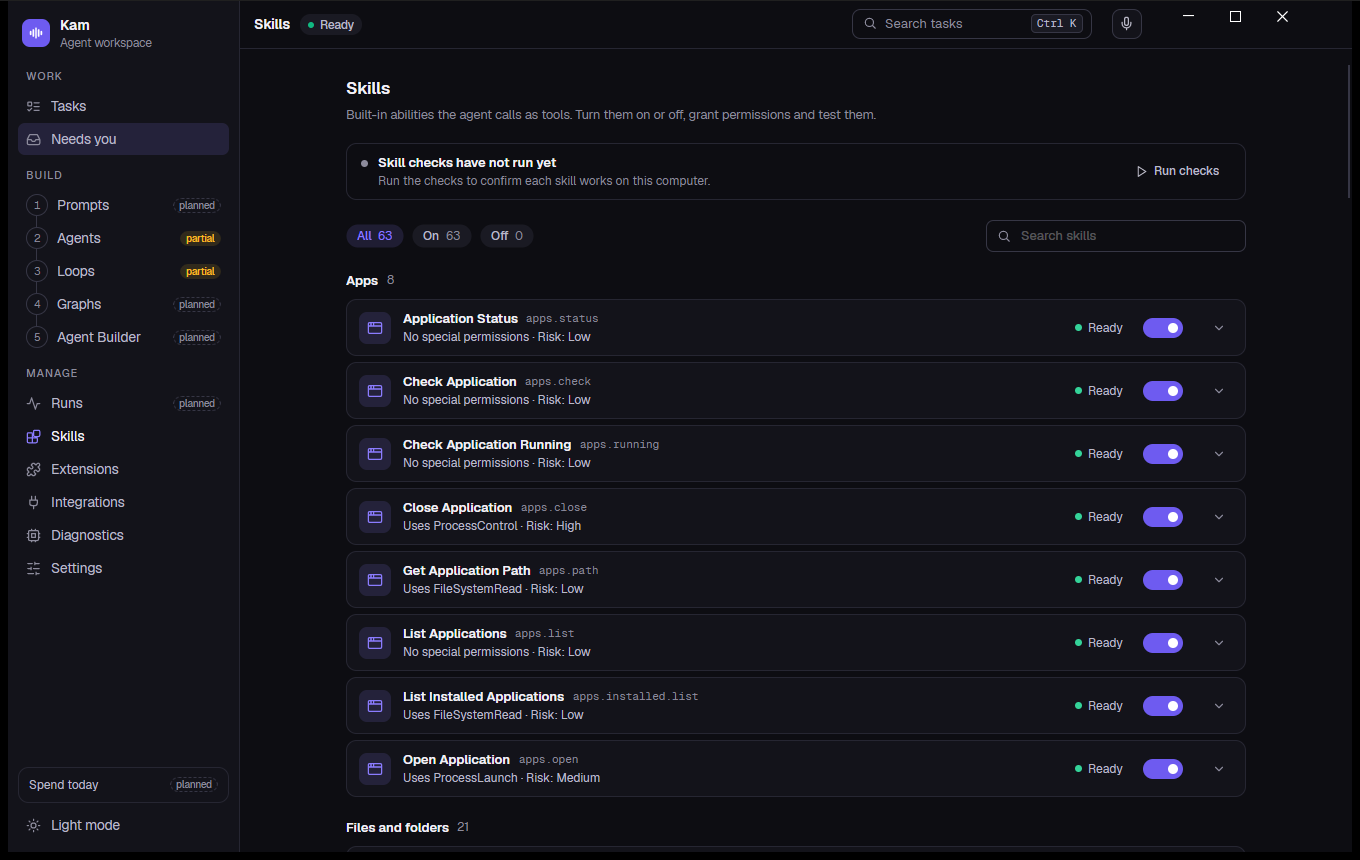 Kam
Agent workspace
WORK
Tasks
Needs you
BUILD
1 Prompts planned
2 Agents partial
3 Loops partial
4 Graphs planned
5 Agent Builder planned
MANAGE
Runs planned
Skills
Extensions
Integrations
Diagnostics
Settings
Spend today planned
Light mode
Skills Ready
Search tasks Ctrl K
Skills
Built-in abilities the agent calls as tools. Turn them on or off, grant permissions and test them.
Skill checks have not run yet
Run the checks to confirm each skill works on this computer.
Run checks
All 63 On 63 Off 0
Search skills
Apps 8
Application Status apps.status
No special permissions · Risk: Low
Ready
Check Application apps.check
No special permissions · Risk: Low
Ready
Check Application Running apps.running
No special permissions · Risk: Low
Ready
Close Application apps.close
Uses ProcessControl · Risk: High
Ready
Get Application Path apps.path
Uses FileSystemRead · Risk: Low
Ready
List Applications apps.list
No special permissions · Risk: Low
Ready
List Installed Applications apps.installed.list
Uses FileSystemRead · Risk: Low
Ready
Open Application apps.open
Uses ProcessLaunch · Risk: Medium
Ready
Files and folders 21